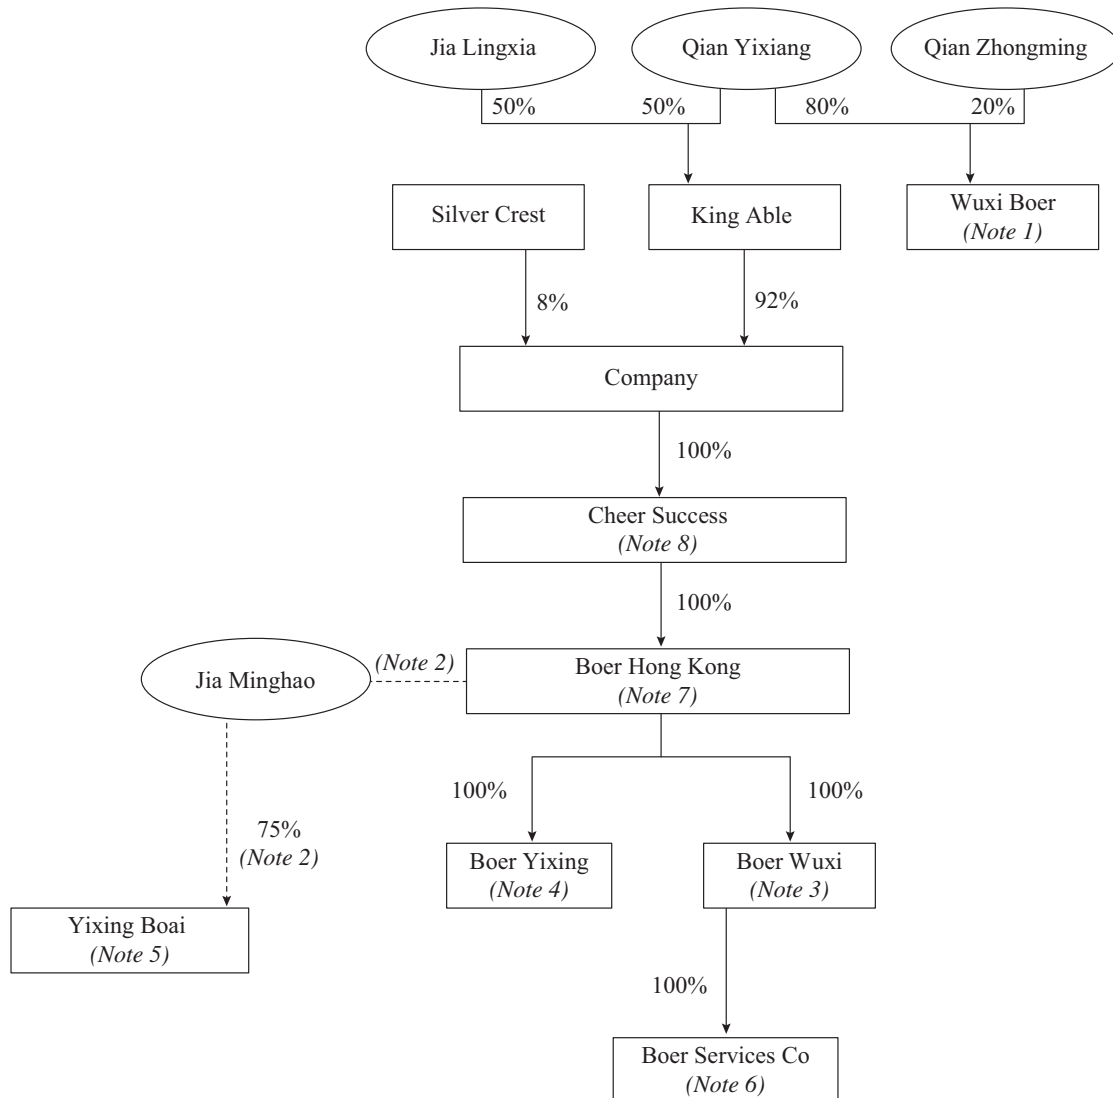 Jia Lingxia
Qian Yixiang
Qian Zhongming
50%
50%
80%
20%
Silver Crest
King Able
Wuxi Boer
(Note 1)
8%
92%
Company
100%
Cheer Success
(Note 8)
100%
Jia Minghao
(Note 2)
Boer Hong Kong
(Note 7)
100%
100%
75%
(Note 2)
Boer Yixing
(Note 4)
Boer Wuxi
(Note 3)
Yixing Boai
(Note 5)
100%
Boer Services Co
(Note 6)